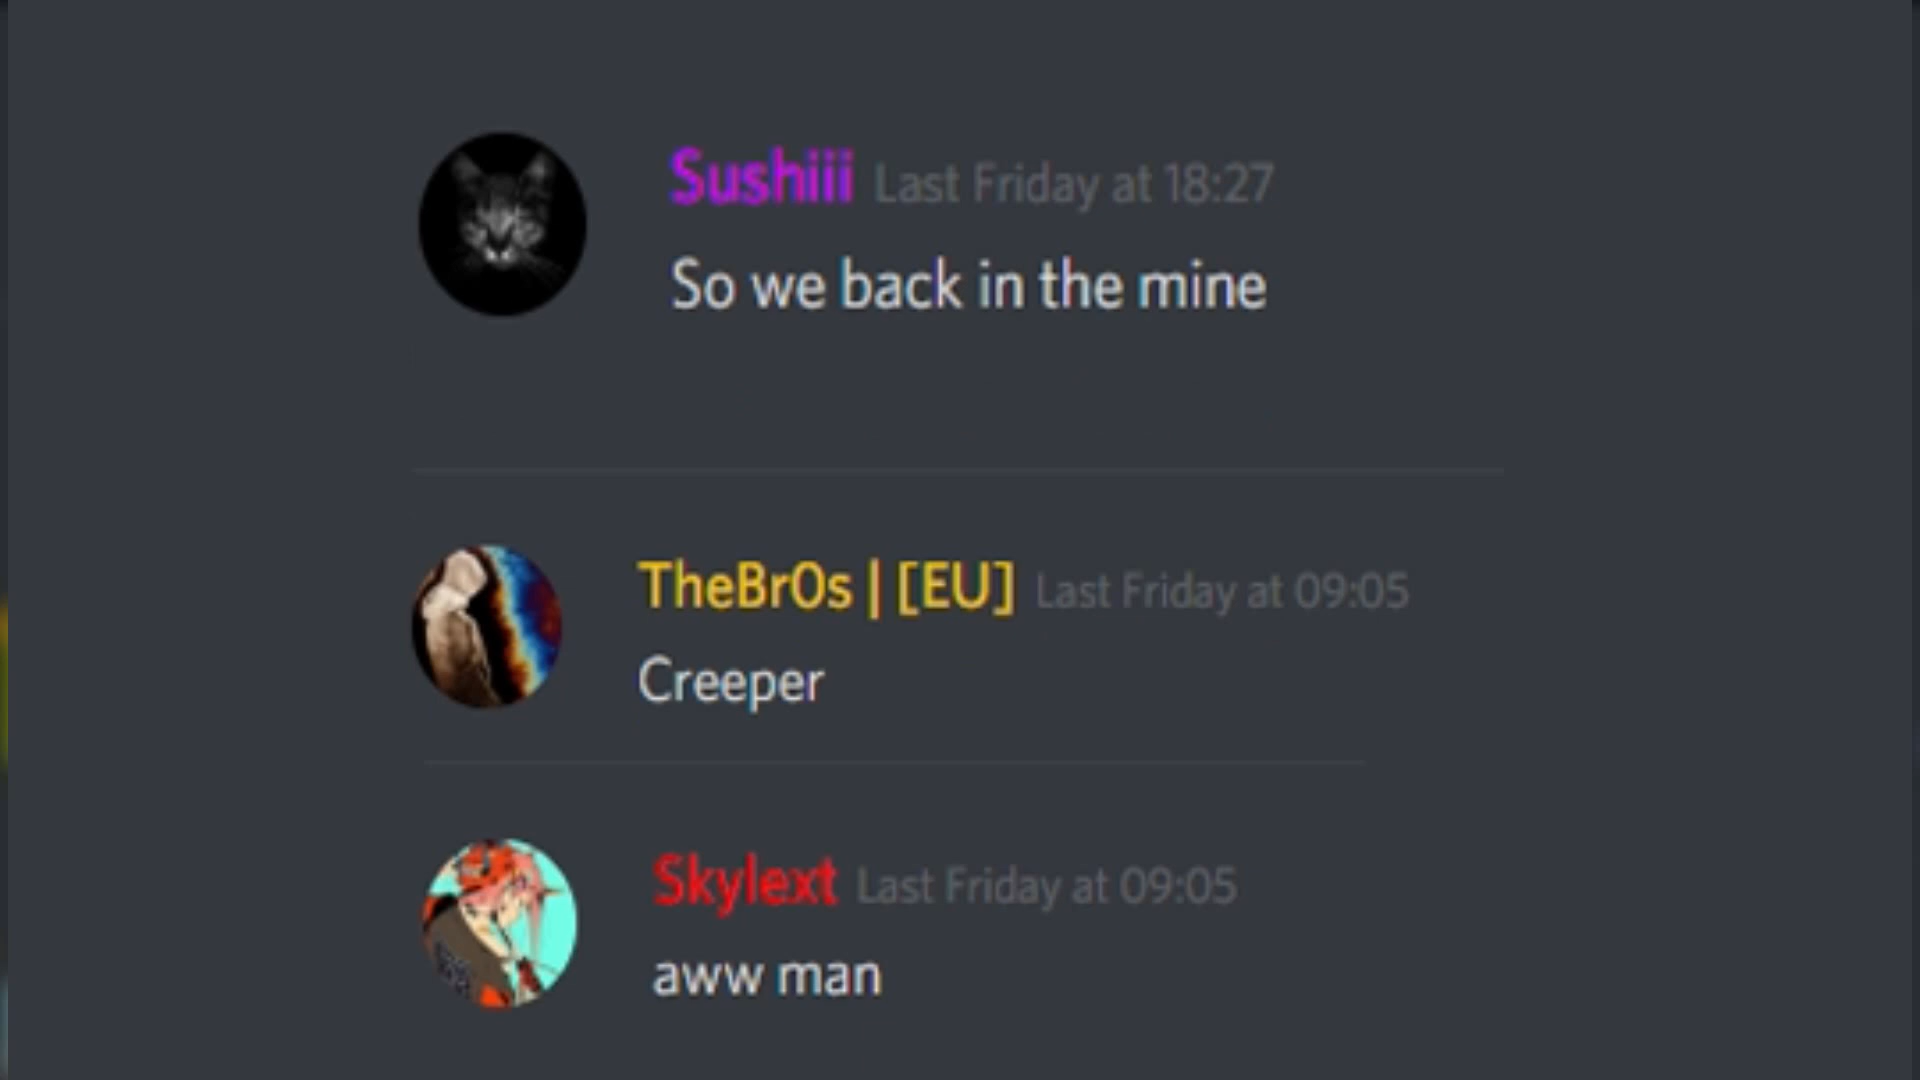 Sushiii Last Friday at 18:27
So we back in the mine
TheBr0s | [EU] Last Friday at 09:05
Creeper
Skylext Last Friday at 09:05
aww man